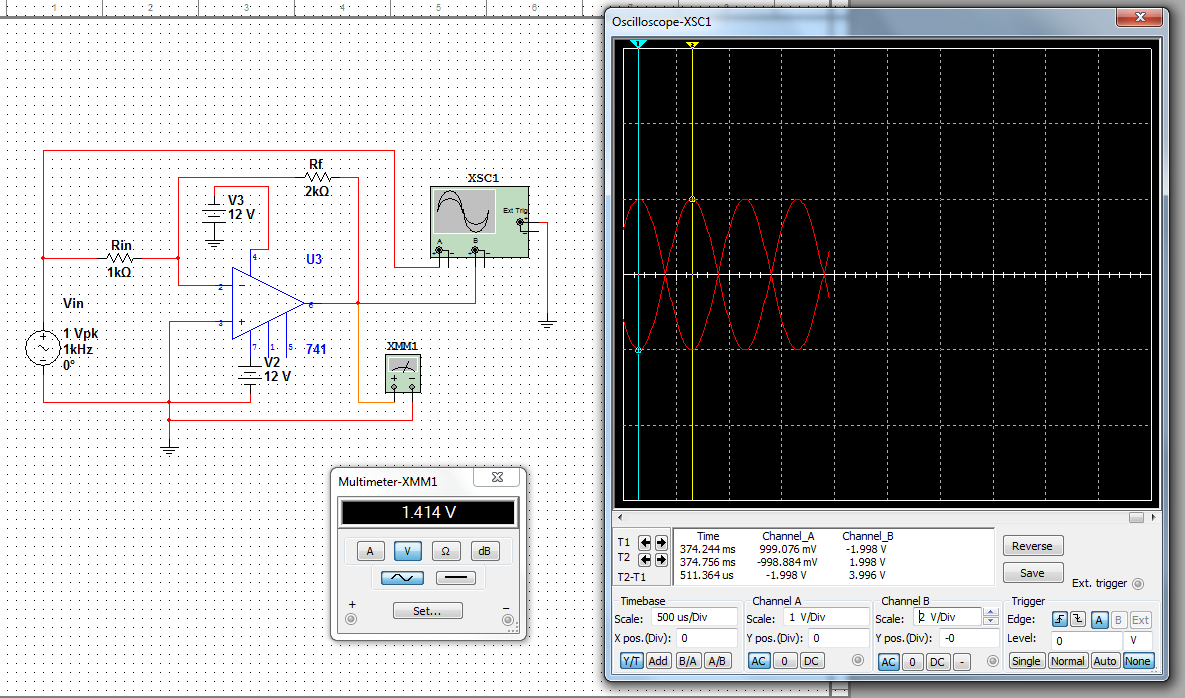 1 2 3 4 5 6
Oscilloscope-XSC1
Rf
2kΩ
XSC1
V3
12 V
Ext Trig
A B
Rin
1kΩ
4
U3
2
6
3
Vin
1 Vpk
1kHz
0°
7 1 5
741
XMM1
V2
12 V
1
2
Multimeter-XMM1
1.414 V
A V Ω dB
Set...
Time Channel_A Channel_B
T1 374.244 ms 999.076 mV -1.998 V
T2 374.756 ms -998.884 mV 1.998 V
T2-T1 511.364 us -1.998 V 3.996 V
Reverse
Save
Ext. trigger
Timebase
Scale: 500 us/Div
X pos.(Div): 0
Y/T Add B/A A/B
Channel A
Scale: 1 V/Div
Y pos.(Div): 0
AC 0 DC
Channel B
Scale: 2 V/Div
Y pos.(Div): -0
AC 0 DC -
Trigger
Edge: A B Ext
Level: 0 V
Single Normal Auto None